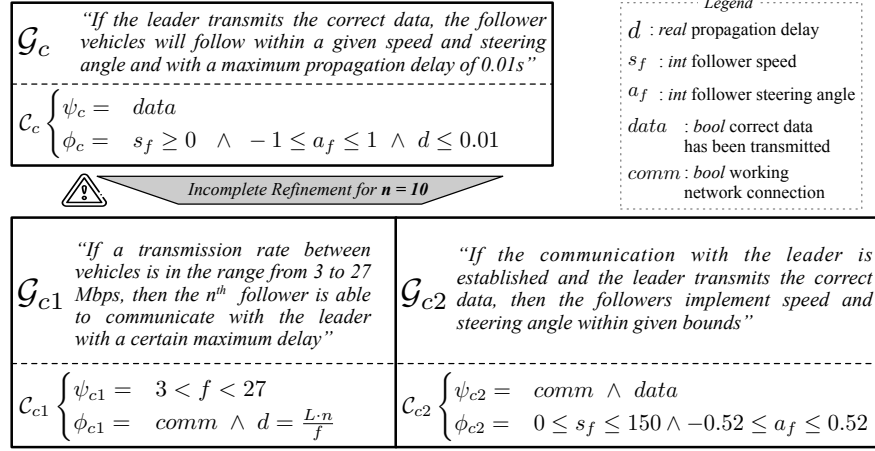 𝒢c
“If the leader transmits the correct data, the follower
vehicles will follow within a given speed and steering
angle and with a maximum propagation delay of 0.01s”
𝒞c { ψc = data
ϕc = sf ≥ 0 ∧ − 1 ≤ af ≤ 1 ∧ d ≤ 0.01
Legend
d : real propagation delay
sf : int follower speed
af : int follower steering angle
data : bool correct data
has been transmitted
comm : bool working
network connection
Incomplete Refinement for n = 10
𝒢c1
“If a transmission rate between
vehicles is in the range from 3 to 27
Mbps, then the nth follower is able
to communicate with the leader
with a certain maximum delay”
𝒞c1 { ψc1 = 3 < f < 27
ϕc1 = comm ∧ d = L·n/f
𝒢c2
“If the communication with the leader is
established and the leader transmits the correct
data, then the followers implement speed and
steering angle within given bounds”
𝒞c2 { ψc2 = comm ∧ data
ϕc2 = 0 ≤ sf ≤ 150 ∧ −0.52 ≤ af ≤ 0.52